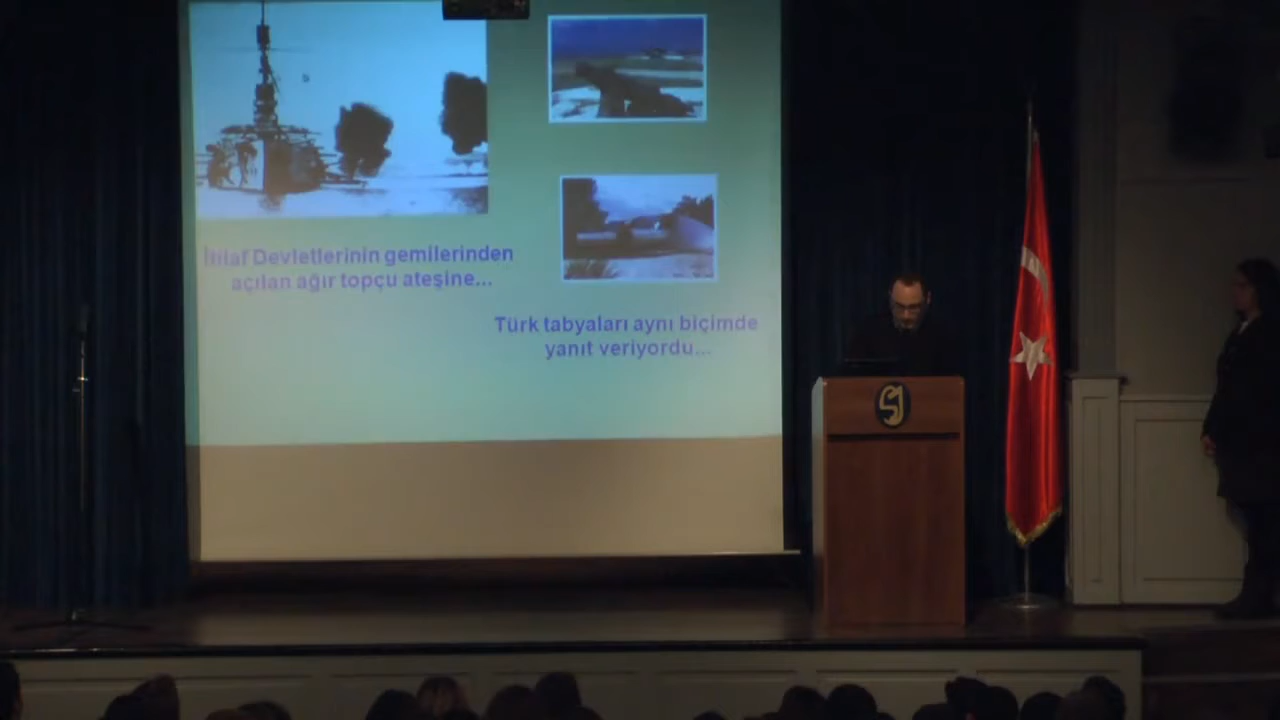 İtilaf Devletlerinin gemilerinden
açılan ağır topçu ateşine...
Türk tabyaları aynı biçimde
yanıt veriyordu...